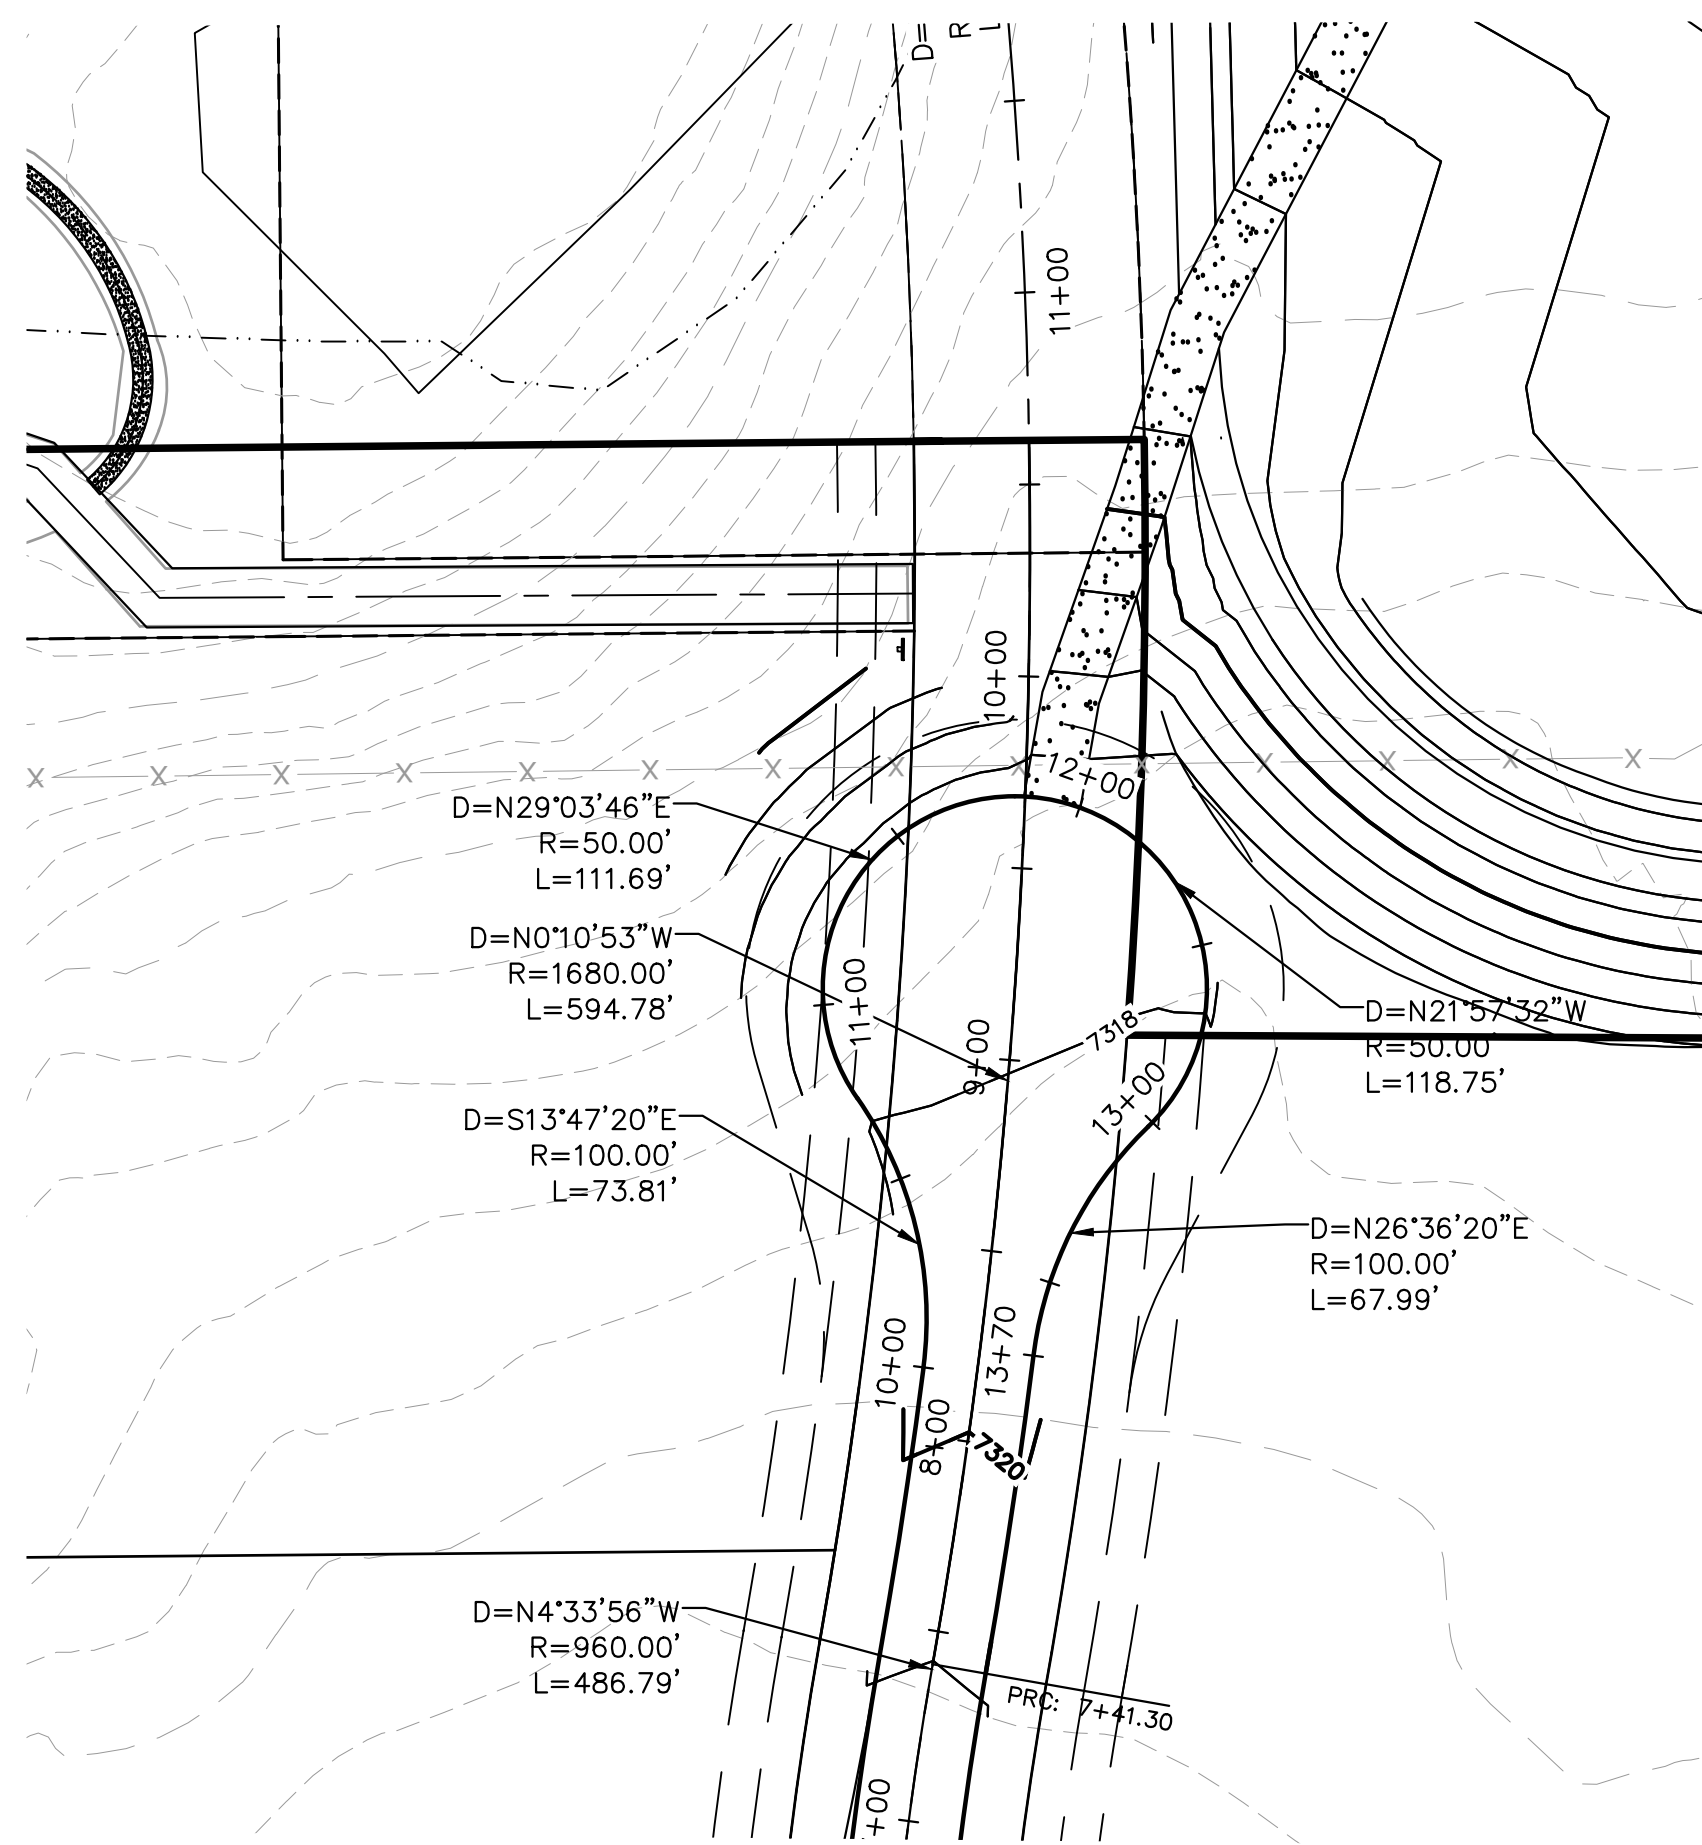 D=
R
L
11+00
10+00
12+00
D=N29°03'46"E
R=50.00'
L=111.69'
D=N0°10'53"W
R=1680.00'
L=594.78'
11+00
9+00
7318
D=N21°57'32"W
R=50.00'
L=118.75'
13+00
D=S13°47'20"E
R=100.00'
L=73.81'
D=N26°36'20"E
R=100.00'
L=67.99'
10+00
13+70
8+00
7320
D=N4°33'56"W
R=960.00'
L=486.79'
PRC: 7+41.30
+00
X X X X X X X X X X X X X X